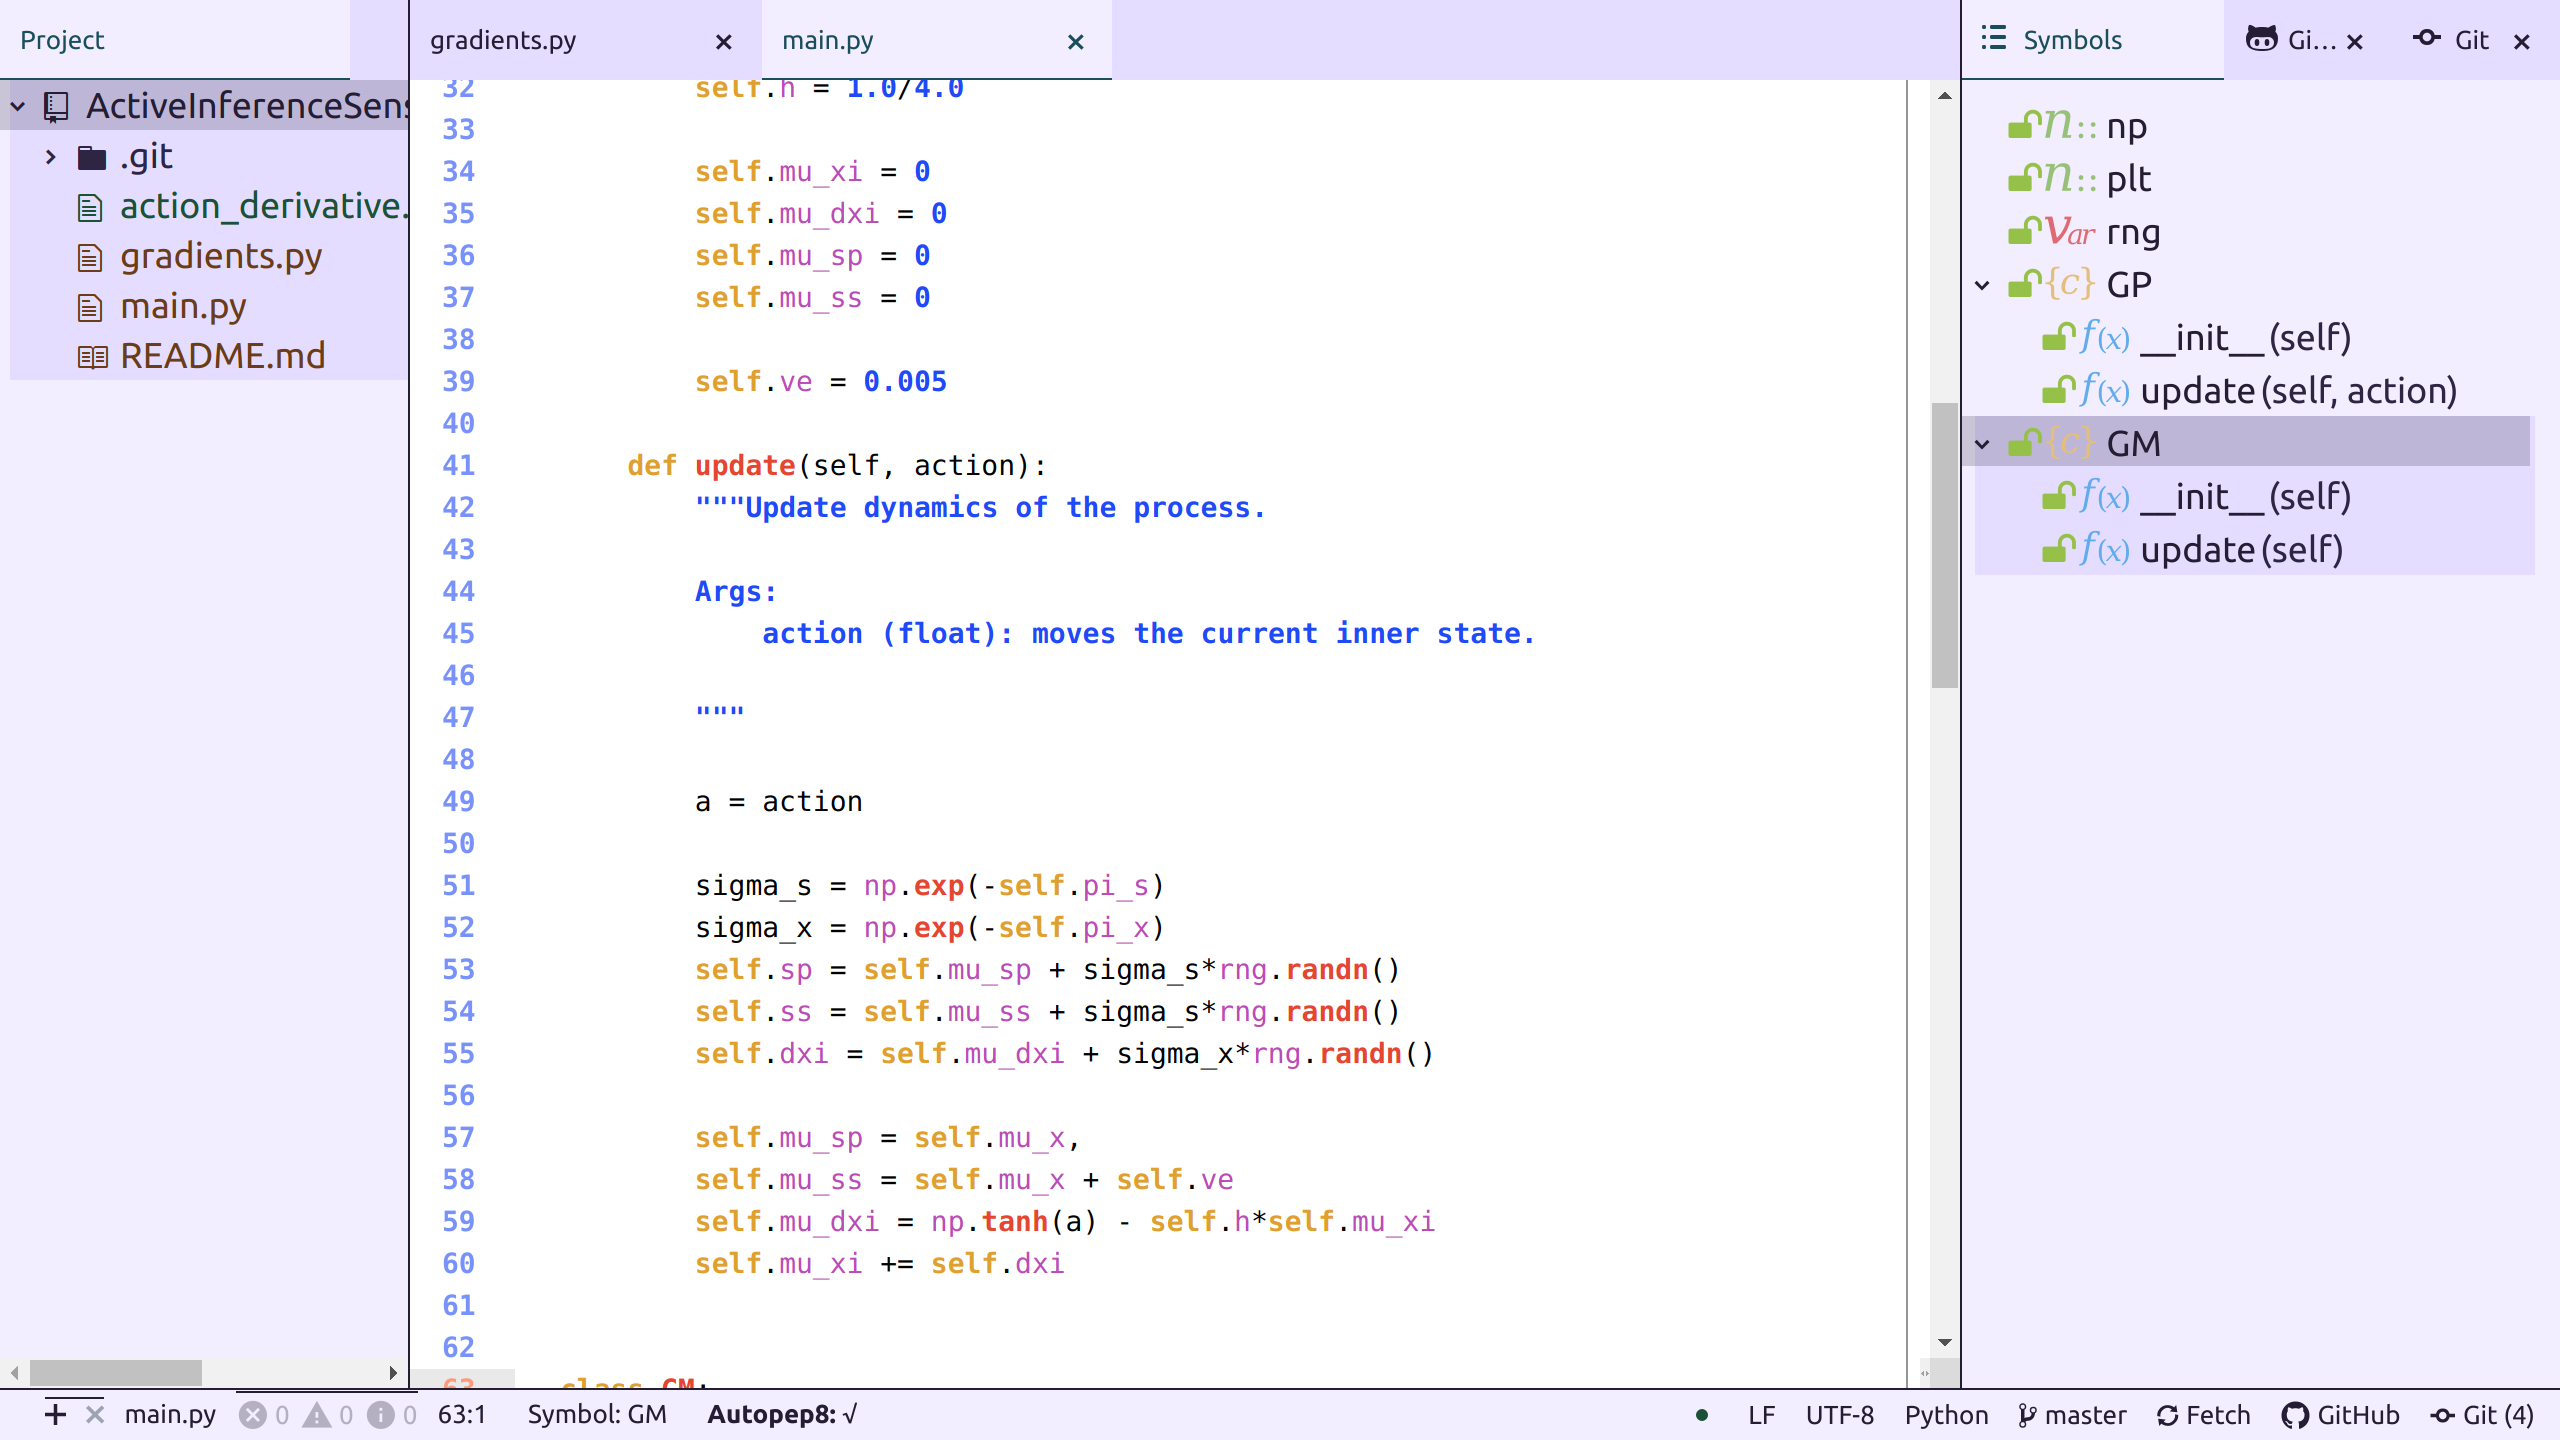 Project
gradients.py
main.py
Symbols
Gi...
Git
ActiveInferenceSens
.git
action_derivative.
gradients.py
main.py
README.md
32 self.h = 1.0/4.0
33
34 self.mu_xi = 0
35 self.mu_dxi = 0
36 self.mu_sp = 0
37 self.mu_ss = 0
38
39 self.ve = 0.005
40
41 def update(self, action):
42 """Update dynamics of the process.
43
44 Args:
45 action (float): moves the current inner state.
46
47 """
48
49 a = action
50
51 sigma_s = np.exp(-self.pi_s)
52 sigma_x = np.exp(-self.pi_x)
53 self.sp = self.mu_sp + sigma_s*rng.randn()
54 self.ss = self.mu_ss + sigma_s*rng.randn()
55 self.dxi = self.mu_dxi + sigma_x*rng.randn()
56
57 self.mu_sp = self.mu_x,
58 self.mu_ss = self.mu_x + self.ve
59 self.mu_dxi = np.tanh(a) - self.h*self.mu_xi
60 self.mu_xi += self.dxi
61
62
63 class GM:
n:: np
n:: plt
Var rng
{c} GP
f(x) __init__(self)
f(x) update(self, action)
{c} GM
f(x) __init__(self)
f(x) update(self)
main.py 0 0 0 63:1 Symbol: GM Autopep8: √ LF UTF-8 Python master Fetch GitHub Git (4)